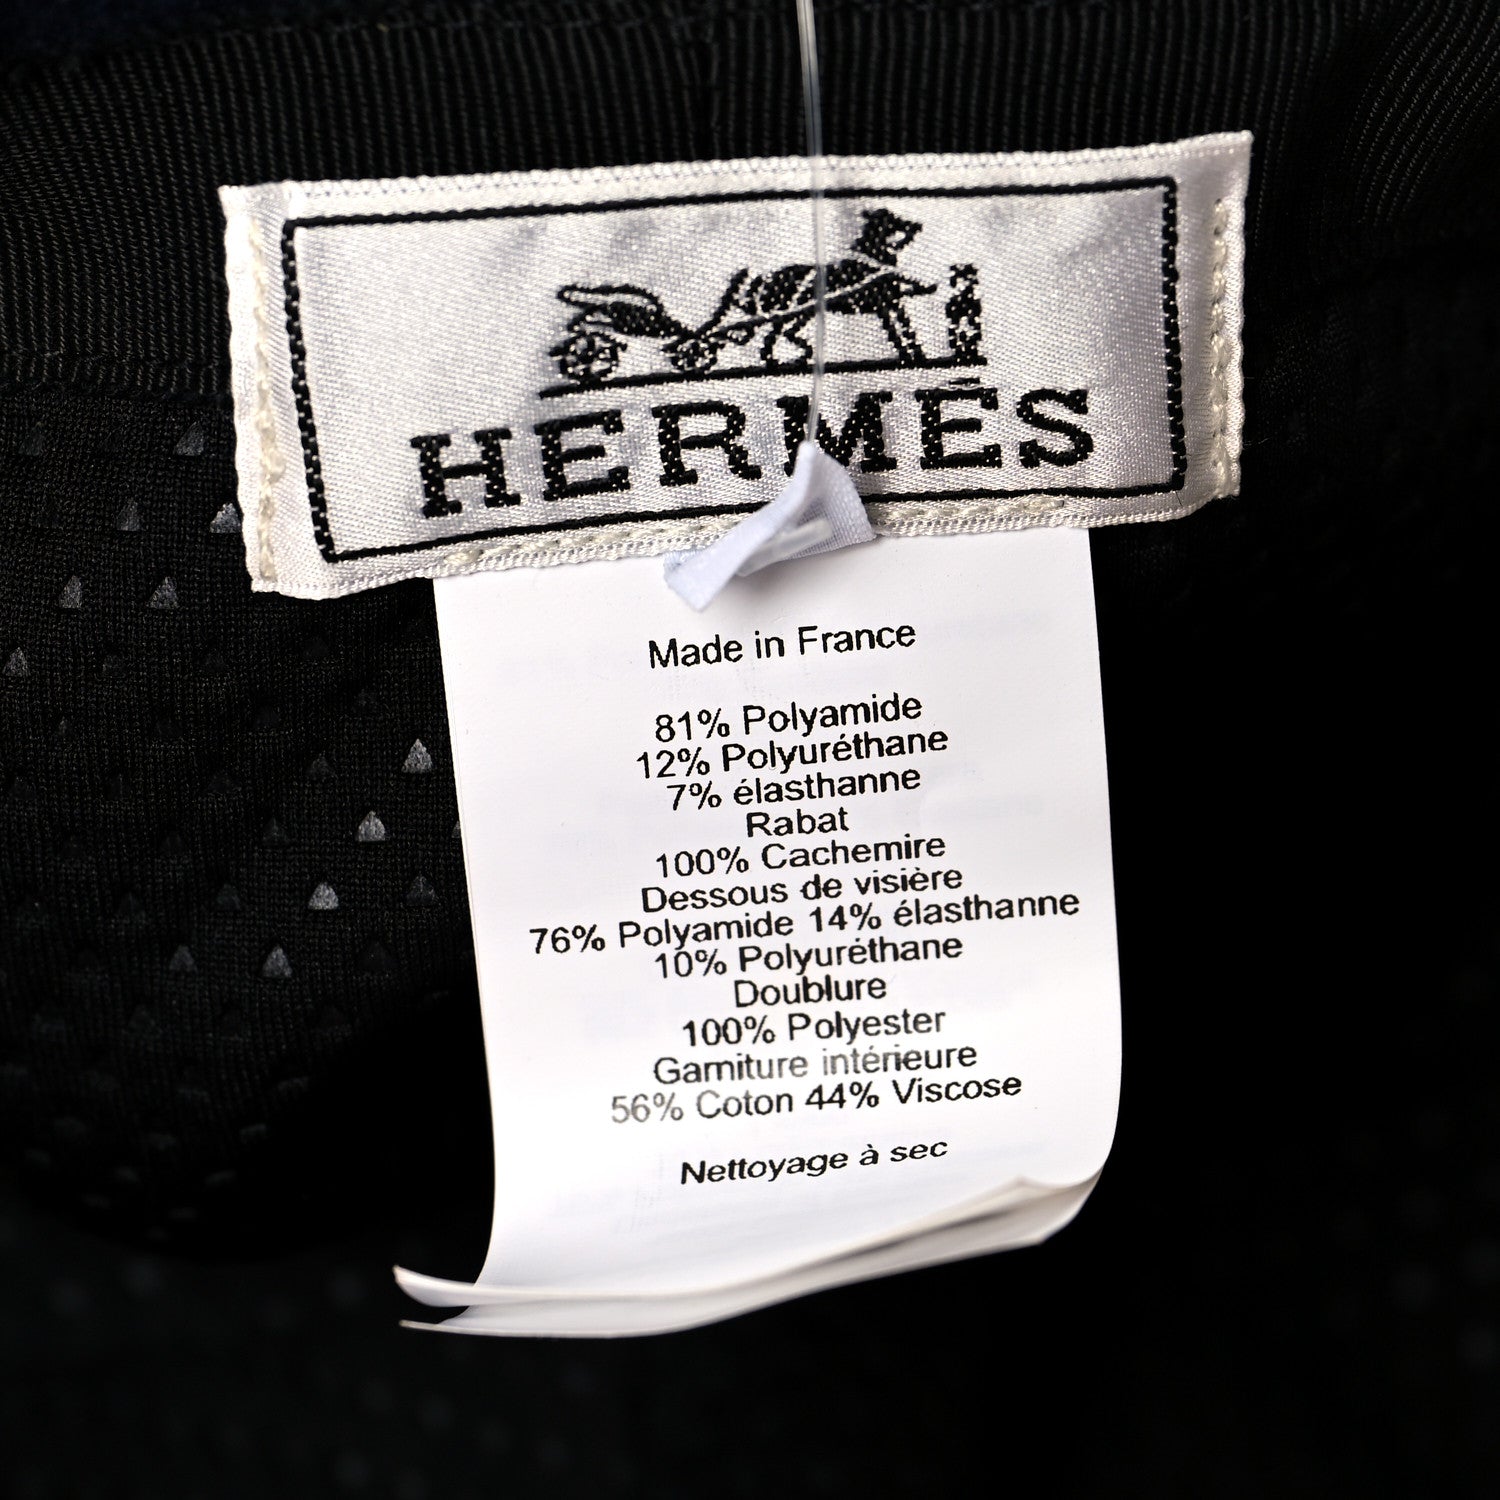 HERMÈS
Made in France
81% Polyamide
12% Polyuréthane
7% élasthanne
Rabat
100% Cachemire
Dessous de visière
76% Polyamide 14% élasthanne
10% Polyuréthane
Doublure
100% Polyester
Garniture intérieure
56% Coton 44% Viscose
Nettoyage à sec